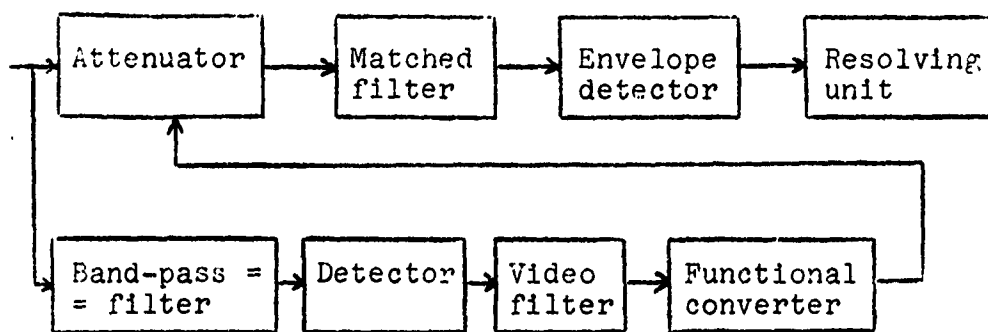 Attenuator
Matched
filter
Envelope
detector
Resolving
unit
Band-pass =
= filter
Detector
Video
filter
Functional
converter